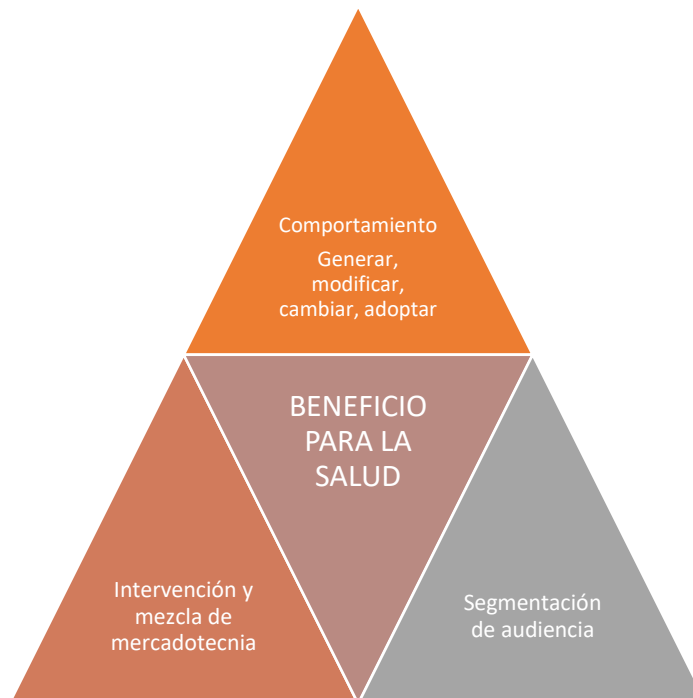 Comportamiento
Generar,
modificar,
cambiar, adoptar
BENEFICIO
PARA LA
SALUD
Intervención y
mezcla de
mercadotecnia
Segmentación
de audiencia